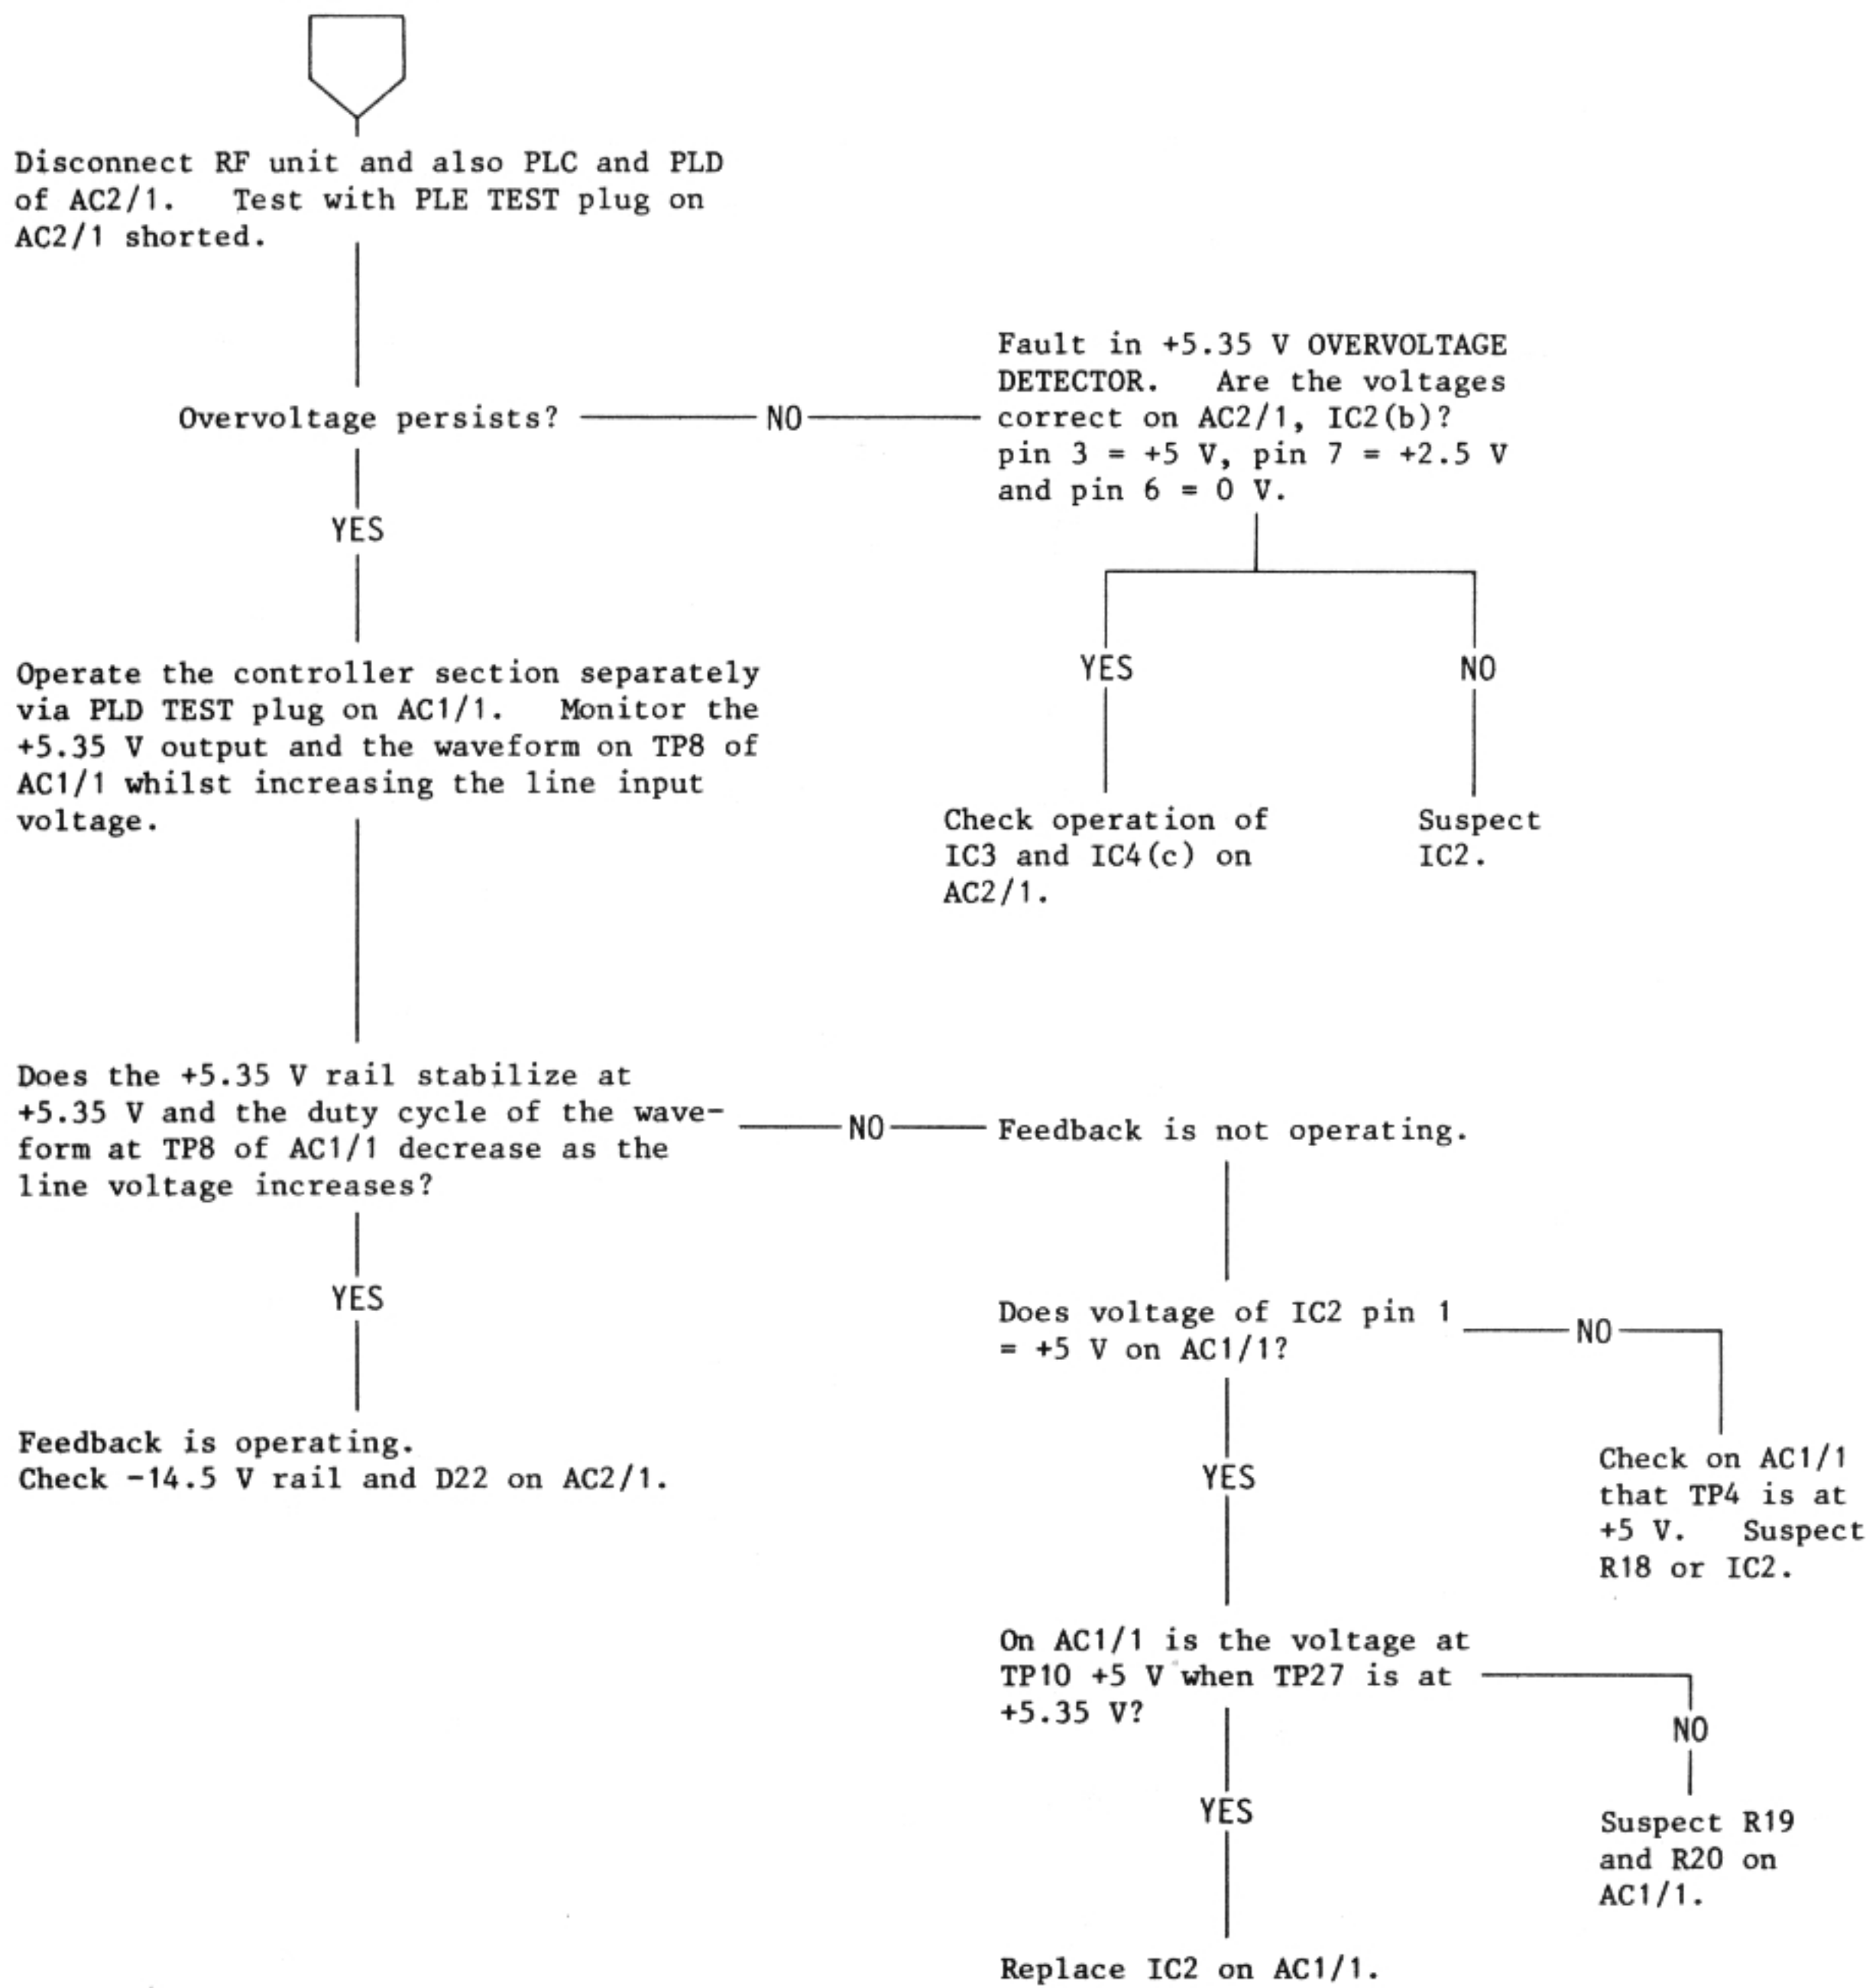 Disconnect RF unit and also PLC and PLD
of AC2/1. Test with PLE TEST plug on
AC2/1 shorted.
Overvoltage persists?
NO
Fault in +5.35 V OVERVOLTAGE
DETECTOR. Are the voltages
correct on AC2/1, IC2(b)?
pin 3 = +5 V, pin 7 = +2.5 V
and pin 6 = 0 V.
YES
YES
NO
Operate the controller section separately
via PLD TEST plug on AC1/1. Monitor the
+5.35 V output and the waveform on TP8 of
AC1/1 whilst increasing the line input
voltage.
Check operation of
IC3 and IC4(c) on
AC2/1.
Suspect
IC2.
Does the +5.35 V rail stabilize at
+5.35 V and the duty cycle of the wave-
form at TP8 of AC1/1 decrease as the
line voltage increases?
NO
Feedback is not operating.
YES
Does voltage of IC2 pin 1
= +5 V on AC1/1?
NO
Feedback is operating.
Check -14.5 V rail and D22 on AC2/1.
YES
Check on AC1/1
that TP4 is at
+5 V. Suspect
R18 or IC2.
On AC1/1 is the voltage at
TP10 +5 V when TP27 is at
+5.35 V?
NO
YES
Suspect R19
and R20 on
AC1/1.
Replace IC2 on AC1/1.